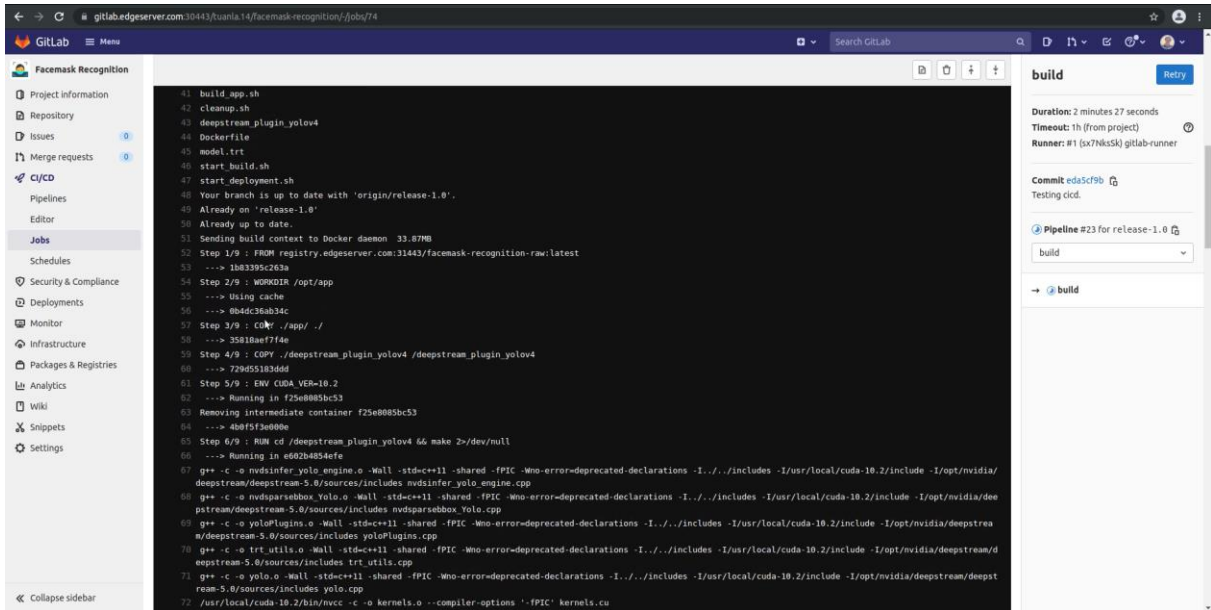 gitlab.edgeserver.com:30443/tuanla.14/facemask-recognition/-/jobs/74
GitLab
Menu
Search GitLab
Facemask Recognition
Project information
Repository
Issues 0
Merge requests 0
CI/CD
Pipelines
Editor
Jobs
Schedules
Security & Compliance
Deployments
Monitor
Infrastructure
Packages & Registries
Analytics
Wiki
Snippets
Settings
Collapse sidebar
41 build_app.sh
42 cleanup.sh
43 deepstream_plugin_yolov4
44 Dockerfile
45 model.trt
46 start_build.sh
47 start_deployment.sh
48 Your branch is up to date with 'origin/release-1.0'.
49 Already on 'release-1.0'
50 Already up to date.
51 Sending build context to Docker daemon 33.87MB
52 Step 1/9 : FROM registry.edgeserver.com:31443/facemask-recognition-raw:latest
53 ---> 1b83395c263a
54 Step 2/9 : WORKDIR /opt/app
55 ---> Using cache
56 ---> 0b4dc36ab34c
57 Step 3/9 : COPY ./app/ ./
58 ---> 35818aef7f4e
59 Step 4/9 : COPY ./deepstream_plugin_yolov4 /deepstream_plugin_yolov4
60 ---> 729d55183ddd
61 Step 5/9 : ENV CUDA_VER=10.2
62 ---> Running in f25e8085bc53
63 Removing intermediate container f25e8085bc53
64 ---> 4b0f5f3e000e
65 Step 6/9 : RUN cd /deepstream_plugin_yolov4 && make 2>/dev/null
66 ---> Running in e602b4854efe
67 g++ -c -o nvdsinfer_yolo_engine.o -Wall -std=c++11 -shared -fPIC -Wno-error=deprecated-declarations -I../../includes -I/usr/local/cuda-10.2/include -I/opt/nvidia/
deepstream/deepstream-5.0/sources/includes nvdsinfer_yolo_engine.cpp
68 g++ -c -o nvdsparsebbox_Yolo.o -Wall -std=c++11 -shared -fPIC -Wno-error=deprecated-declarations -I../../includes -I/usr/local/cuda-10.2/include -I/opt/nvidia/dee
pstream/deepstream-5.0/sources/includes nvdsparsebbox_Yolo.cpp
69 g++ -c -o yoloPlugins.o -Wall -std=c++11 -shared -fPIC -Wno-error=deprecated-declarations -I../../includes -I/usr/local/cuda-10.2/include -I/opt/nvidia/deepstrea
m/deepstream-5.0/sources/includes yoloPlugins.cpp
70 g++ -c -o trt_utils.o -Wall -std=c++11 -shared -fPIC -Wno-error=deprecated-declarations -I../../includes -I/usr/local/cuda-10.2/include -I/opt/nvidia/deepstream/d
eepstream-5.0/sources/includes trt_utils.cpp
71 g++ -c -o yolo.o -Wall -std=c++11 -shared -fPIC -Wno-error=deprecated-declarations -I../../includes -I/usr/local/cuda-10.2/include -I/opt/nvidia/deepstream/deepst
ream-5.0/sources/includes yolo.cpp
72 /usr/local/cuda-10.2/bin/nvcc -c -o kernels.o --compiler-options '-fPIC' kernels.cu
build
Retry
Duration: 2 minutes 27 seconds
Timeout: 1h (from project)
Runner: #1 (sx7NksSk) gitlab-runner
Commit eda5cf9b
Testing cicd.
Pipeline #23 for release-1.0
build
→ build